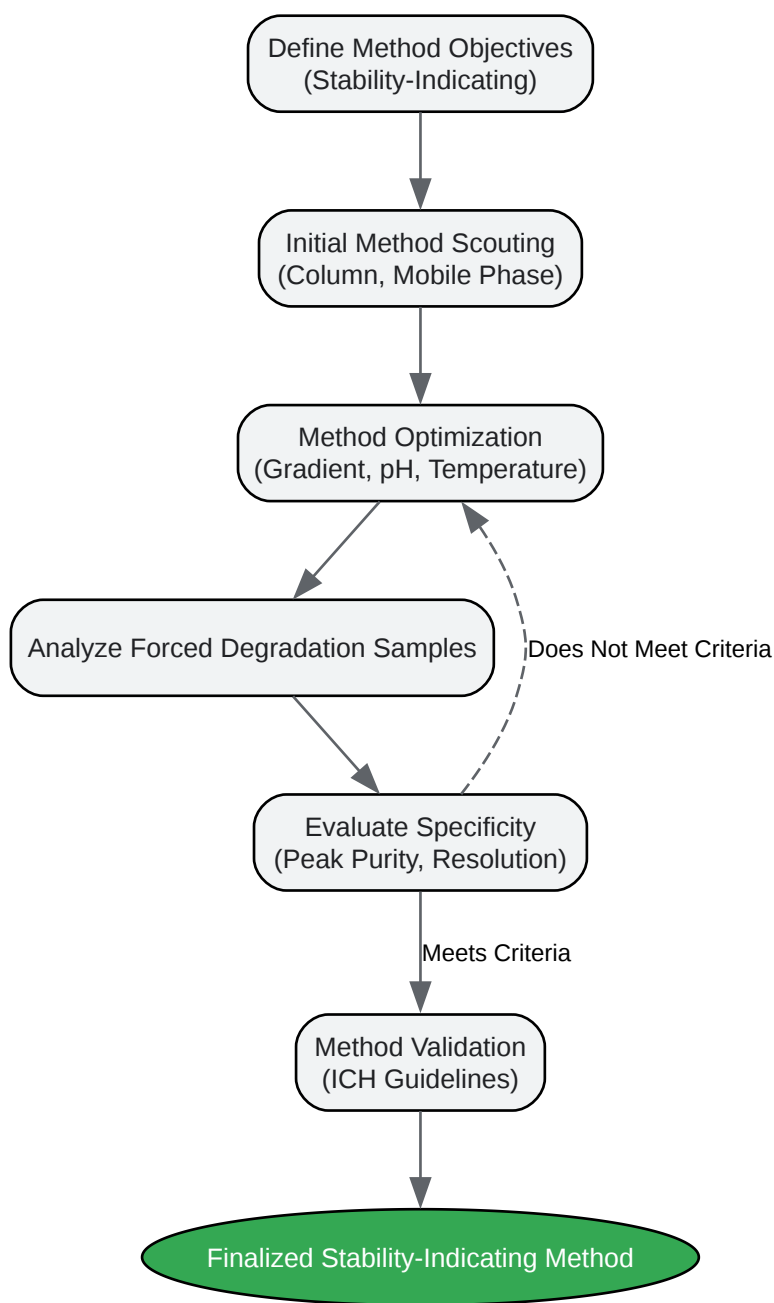 Define Method Objectives
(Stability-Indicating)
Initial Method Scouting
(Column, Mobile Phase)
Method Optimization
(Gradient, pH, Temperature)
Analyze Forced Degradation Samples
Does Not Meet Criteria
Evaluate Specificity
(Peak Purity, Resolution)
Meets Criteria
Method Validation
(ICH Guidelines)
Finalized Stability-Indicating Method